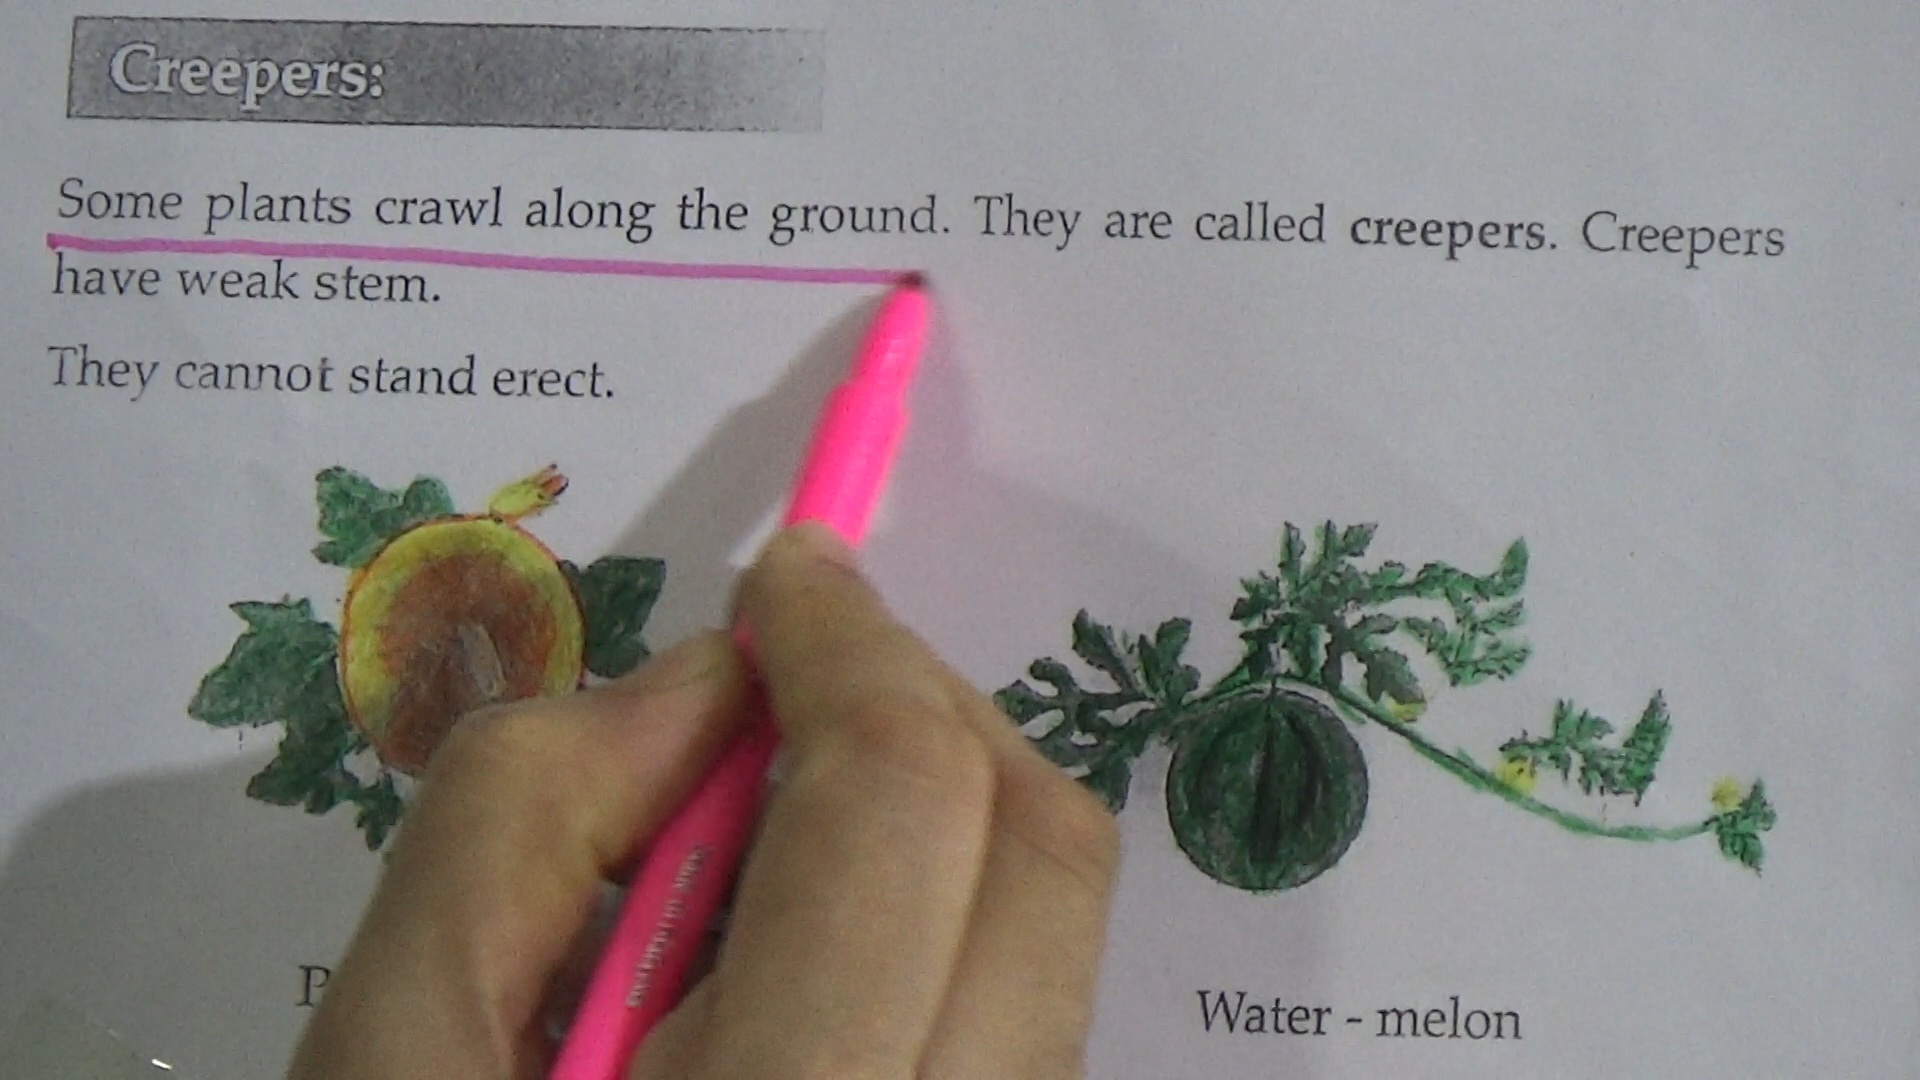 Creepers:
Some plants crawl along the ground. They are called creepers. Creepers
have weak stem.
They cannot stand erect.
Water - melon